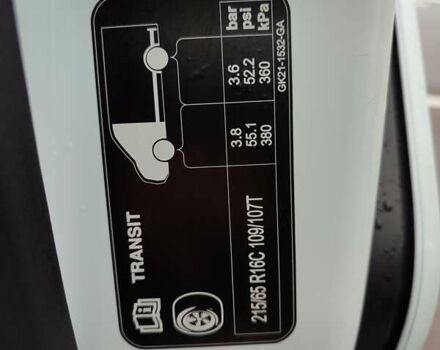 TRANSIT
bar
psi
kPa
3.6
52.2
360
3.8
55.1
380
215/65 R16C 109/107T
GK21-1532-GA